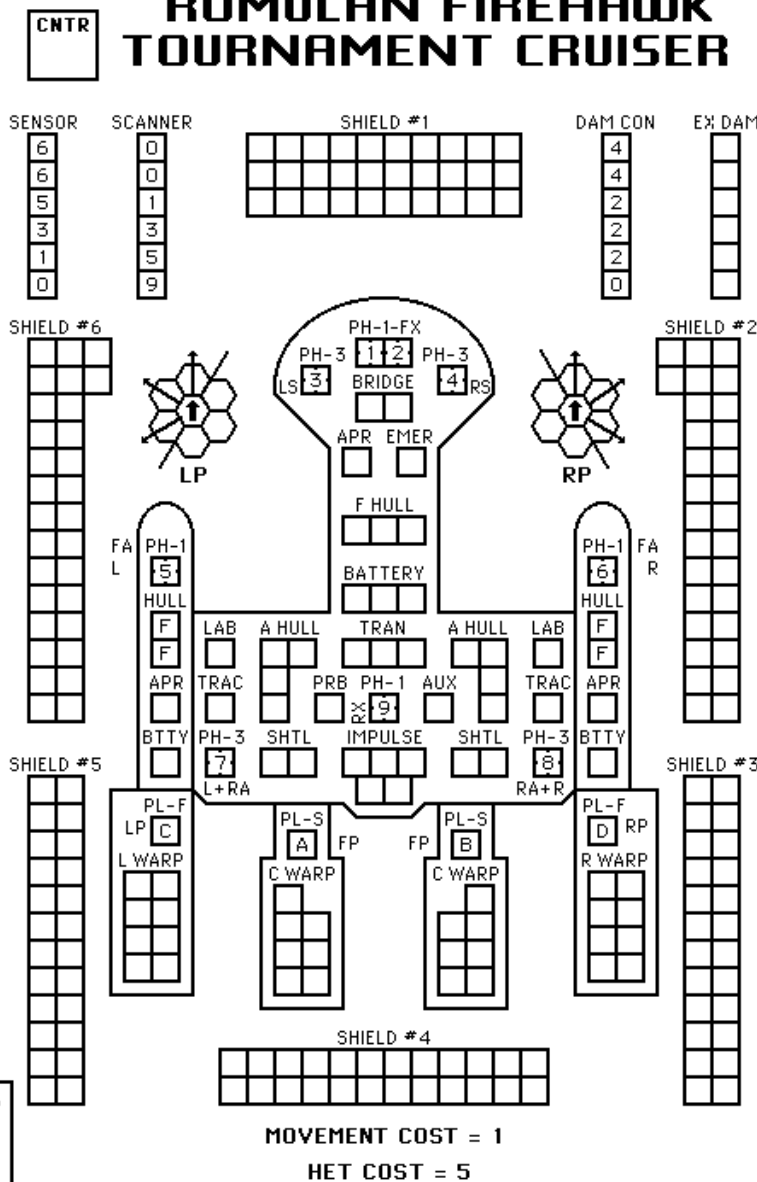 CNTR
ROMULAN FIREHAWK
TOURNAMENT CRUISER
SENSOR SCANNER SHIELD #1 DAM CON EX DAM
6 0 4
6 0 4
5 1 2
3 3 2
1 5 2
0 9 0
SHIELD #6 PH-1-FX SHIELD #2
PH-3 1 2 PH-3
LS 3 BRIDGE 4 RS
APR EMER
LP RP
F HULL
FA PH-1 PH-1 FA
L 5 6 R
BATTERY
HULL HULL
F LAB A HULL TRAN A HULL LAB F
F F
APR TRAC PRB PH-1 AUX TRAC APR
RX 9
BTTY PH-3 SHTL IMPULSE SHTL PH-3 BTTY
SHIELD #5 7 8 SHIELD #3
L+RA RA+R
PL-F PL-S PL-S PL-F
LP C A FP FP B D RP
L WARP C WARP C WARP R WARP
SHIELD #4
MOVEMENT COST = 1
HET COST = 5